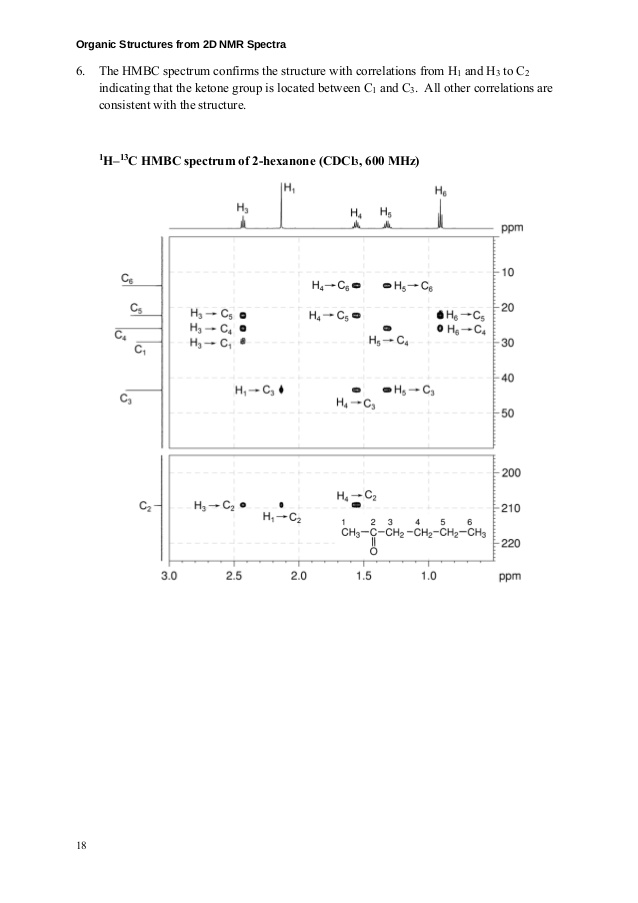 Organic Structures from 2D NMR Spectra
6. The HMBC spectrum confirms the structure with correlations from H₁ and H₃ to C₂
indicating that the ketone group is located between C₁ and C₃. All other correlations are
consistent with the structure.
¹H–¹³C HMBC spectrum of 2-hexanone (CDCl₃, 600 MHz)
H₁
H₆
H₃
H₄ H₅
ppm
C₆
10
H₄→C₆ H₅→C₆
C₅
20
H₃→C₅ H₄→C₅ H₆→C₅
C₄
H₃→C₄ H₆→C₄
C₁
H₃→C₁ H₅→C₄
30
40
C₃
H₁→C₃ H₅→C₃
H₄→C₃
50
200
H₄→C₂
C₂
H₃→C₂
210
H₁→C₂
1 2 3 4 5 6
CH₃–C–CH₂–CH₂–CH₂–CH₃
O
220
3.0 2.5 2.0 1.5 1.0 ppm
18